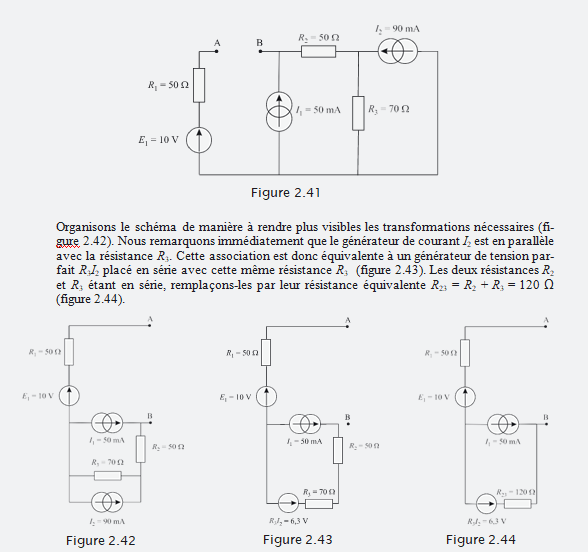 I₂ = 90 mA
R₂ = 50 Ω
A
B
R₁ = 50 Ω
I₁ = 50 mA
R₃ = 70 Ω
E₁ = 10 V
Figure 2.41
Organisons le schéma de manière à rendre plus visibles les transformations nécessaires (fi-
gure 2.42). Nous remarquons immédiatement que le générateur de courant I₂ est en parallèle
avec la résistance R₃. Cette association est donc équivalente à un générateur de tension par-
fait R₃I₂ placé en série avec cette même résistance R₃ (figure 2.43). Les deux résistances R₂
et R₃ étant en série, remplaçons-les par leur résistance équivalente R₂₃ = R₂ + R₃ = 120 Ω
(figure 2.44).
A
R₁ = 50 Ω
E₁ = 10 V
B
I₁ = 50 mA
R₂ = 50 Ω
R₃ = 70 Ω
I₂ = 90 mA
Figure 2.42
A
R₁ = 50 Ω
E₁ = 10 V
B
I₁ = 50 mA
R₂ = 50 Ω
R₃ = 70 Ω
R₃I₂ = 6,3 V
Figure 2.43
A
R₁ = 50 Ω
E₁ = 10 V
B
I₁ = 50 mA
R₂₃ = 120 Ω
R₃I₂ = 6,3 V
Figure 2.44